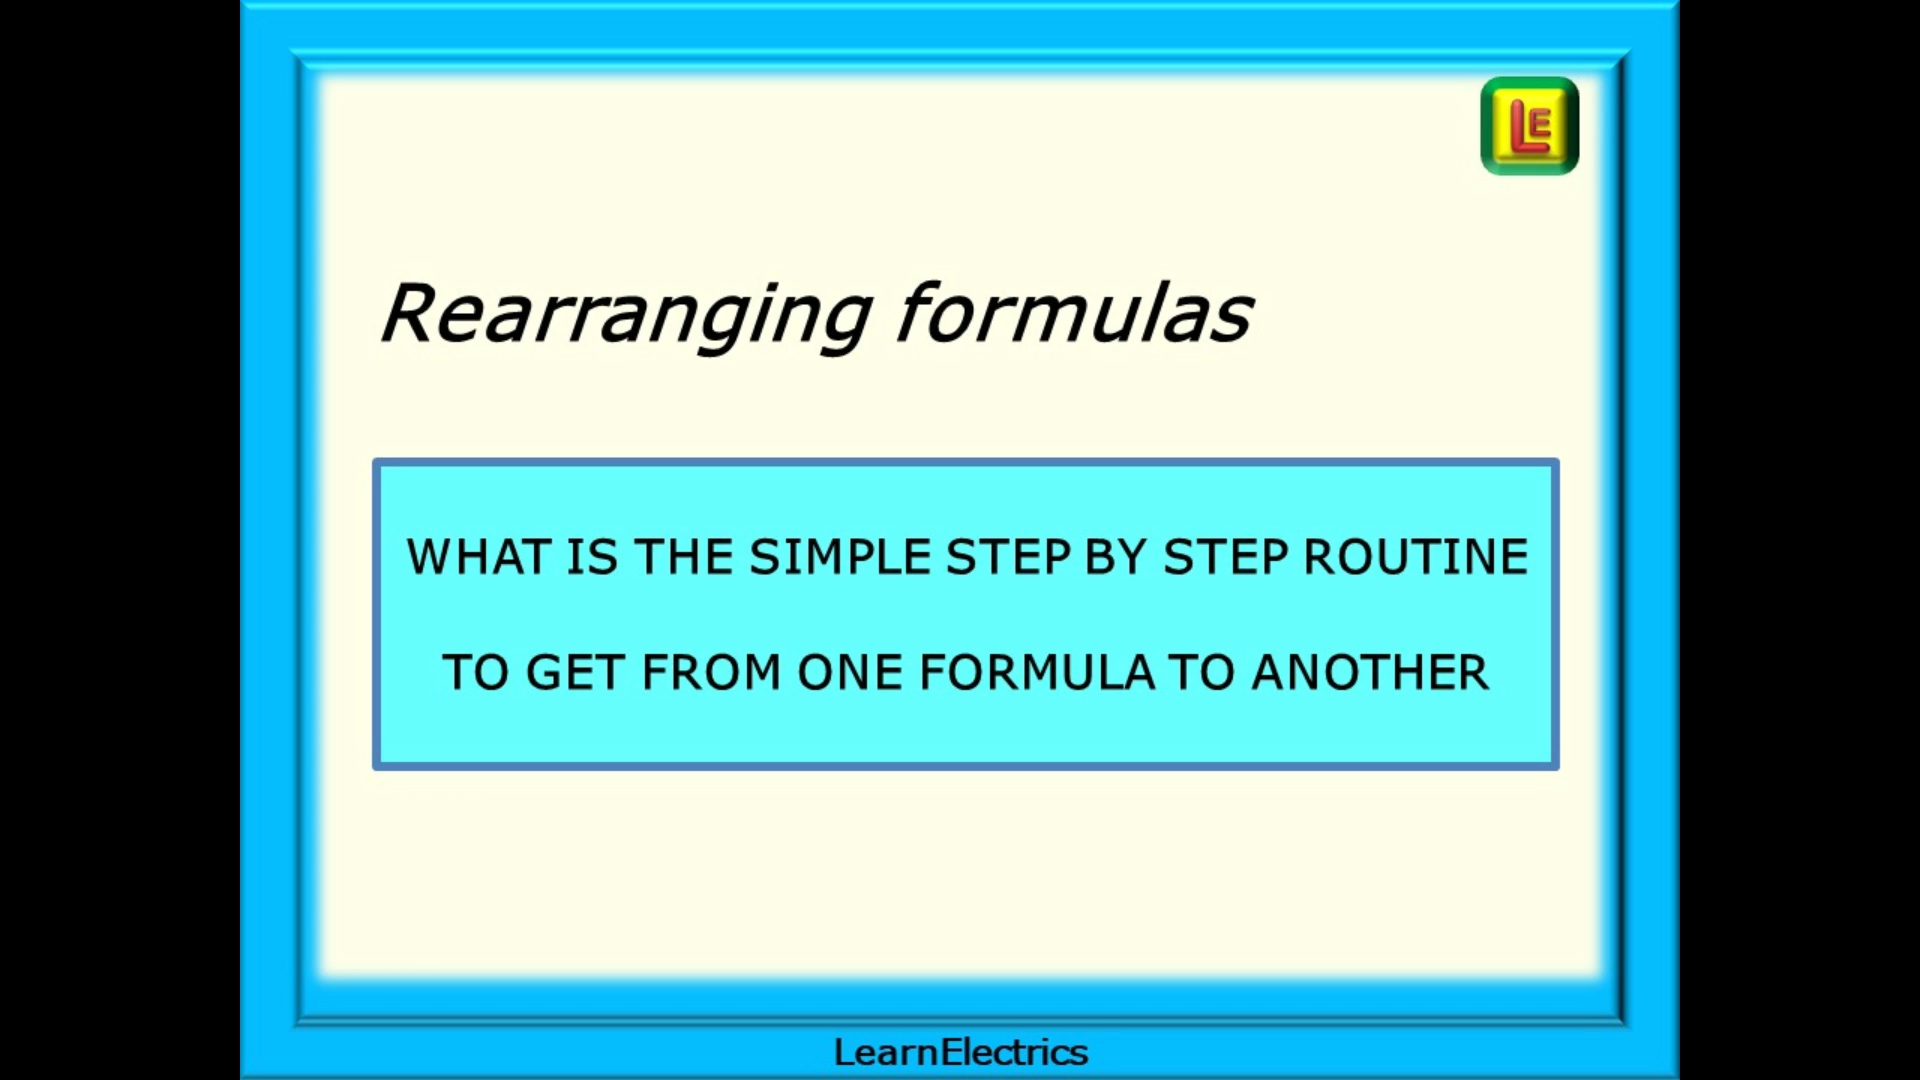 LE
Rearranging formulas
WHAT IS THE SIMPLE STEP BY STEP ROUTINE
TO GET FROM ONE FORMULA TO ANOTHER
LearnElectrics